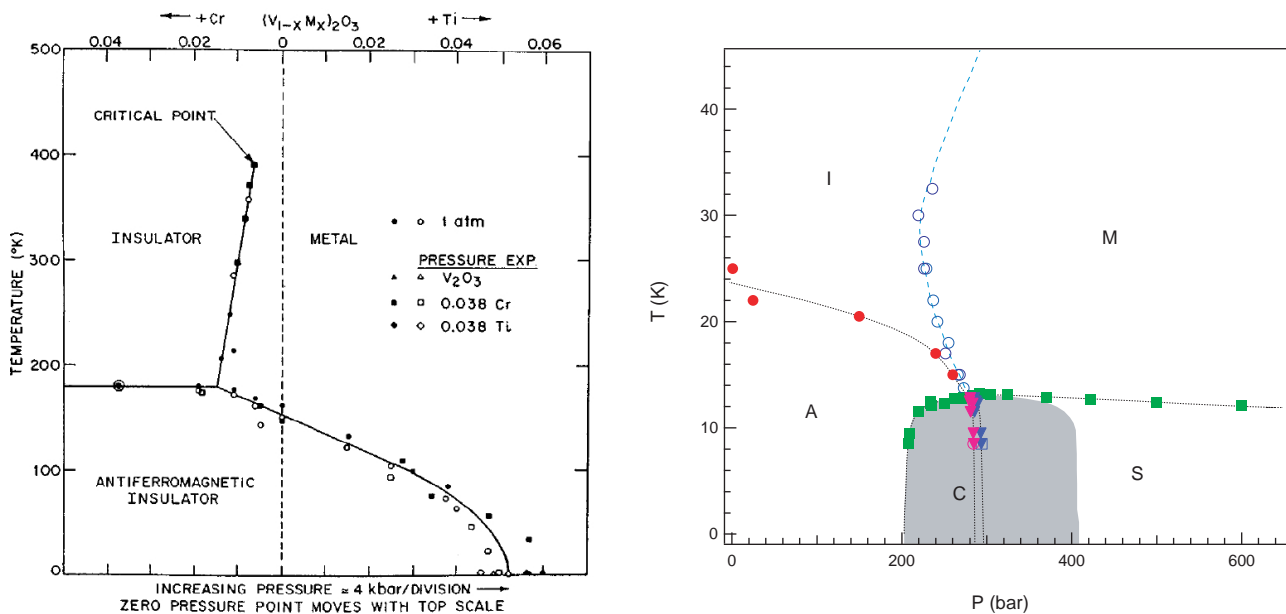 ← +Cr (V1-XMX)2O3 +Ti →
0.04 0.02 0 0.02 0.04 0.06
500
400
300
200
100
0
TEMPERATURE (°K)
CRITICAL POINT
INSULATOR
METAL
1 atm
PRESSURE EXP.
V2O3
0.038 Cr
0.038 Ti
ANTIFERROMAGNETIC
INSULATOR
INCREASING PRESSURE ≃ 4 kbar/DIVISION →
ZERO PRESSURE POINT MOVES WITH TOP SCALE
40
30
20
10
0
T (K)
I
M
A
C
S
0 200 400 600
P (bar)